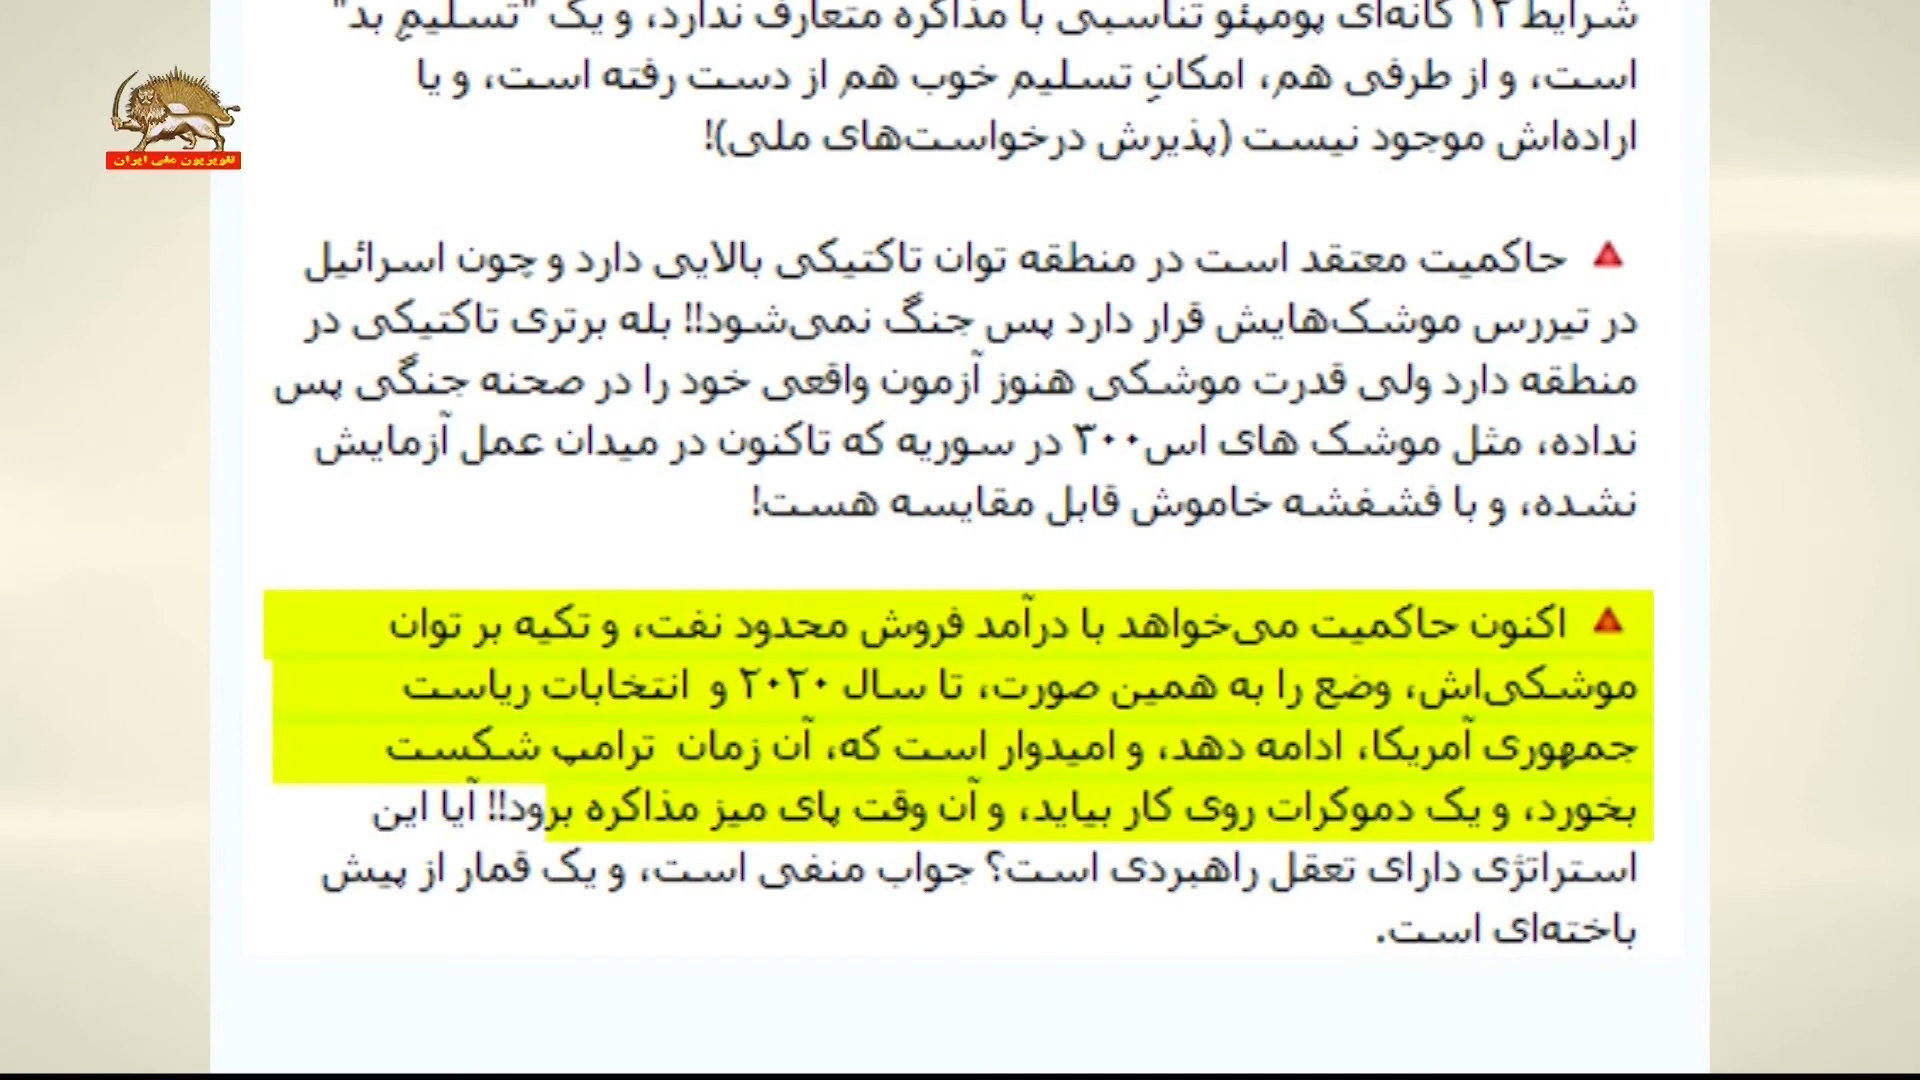 شرایط ۱۲ گانه‌ای پومپئو تناسبی با مذاکره متعارف ندارد، و یک "تسلیمِ بد"
است، و از طرفی هم، امکانِ تسلیم خوب هم از دست رفته است، و یا
اراده‌اش موجود نیست (پذیرش درخواست‌های ملی)!
تلویزیون ملی ایران
حاکمیت معتقد است در منطقه توان تاکتیکی بالایی دارد و چون اسرائیل
در تیررس موشک‌هایش قرار دارد پس جنگ نمی‌شود!! بله برتری تاکتیکی در
منطقه دارد ولی قدرت موشکی هنوز آزمون واقعی خود را در صحنه جنگی پس
نداده، مثل موشک های اس۳۰۰ در سوریه که تاکنون در میدان عمل آزمایش
نشده، و با فشفشه خاموش قابل مقایسه هست!
اکنون حاکمیت می‌خواهد با درآمد فروش محدود نفت، و تکیه بر توان
موشکی‌اش، وضع را به همین صورت، تا سال ۲۰۲۰ و انتخابات ریاست
جمهوری آمریکا، ادامه دهد، و امیدوار است که، آن زمان ترامپ شکست
بخورد، و یک دموکرات روی کار بیاید، و آن وقت پای میز مذاکره برود!! آیا این
استراتژی دارای تعقل راهبردی است؟ جواب منفی است، و یک قمار از پیش
باخته‌ای است.